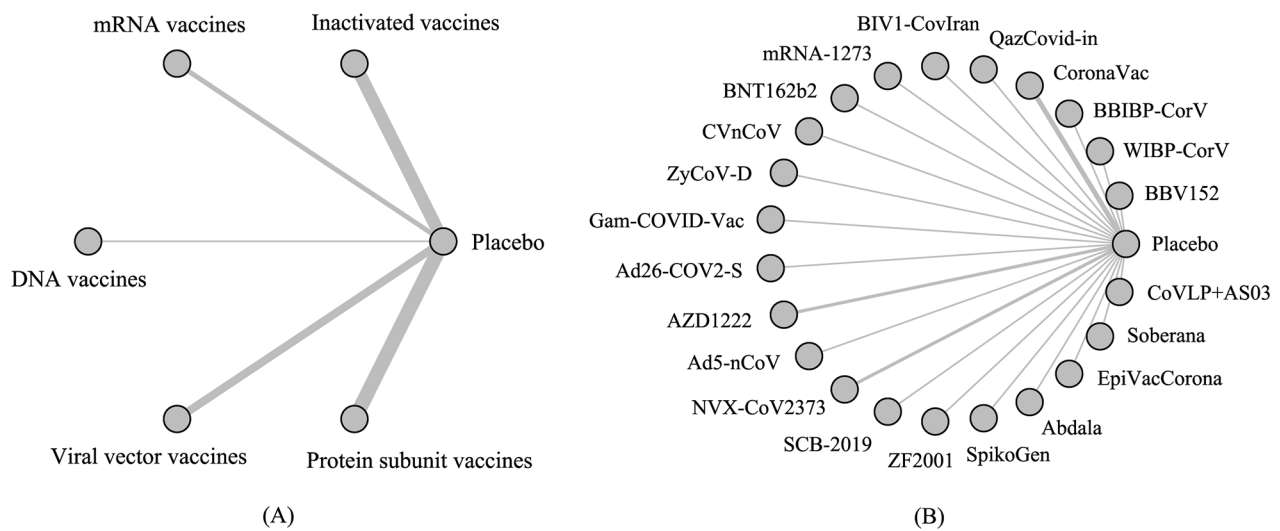 mRNA vaccines
Inactivated vaccines
Placebo
DNA vaccines
Viral vector vaccines
Protein subunit vaccines
(A)
BIV1-CovIran
QazCovid-in
mRNA-1273
CoronaVac
BNT162b2
BBIBP-CorV
CVnCoV
WIBP-CorV
ZyCoV-D
BBV152
Gam-COVID-Vac
Placebo
Ad26-COV2-S
CoVLP+AS03
AZD1222
Soberana
Ad5-nCoV
EpiVacCorona
NVX-CoV2373
Abdala
SCB-2019
SpikoGen
ZF2001
(B)